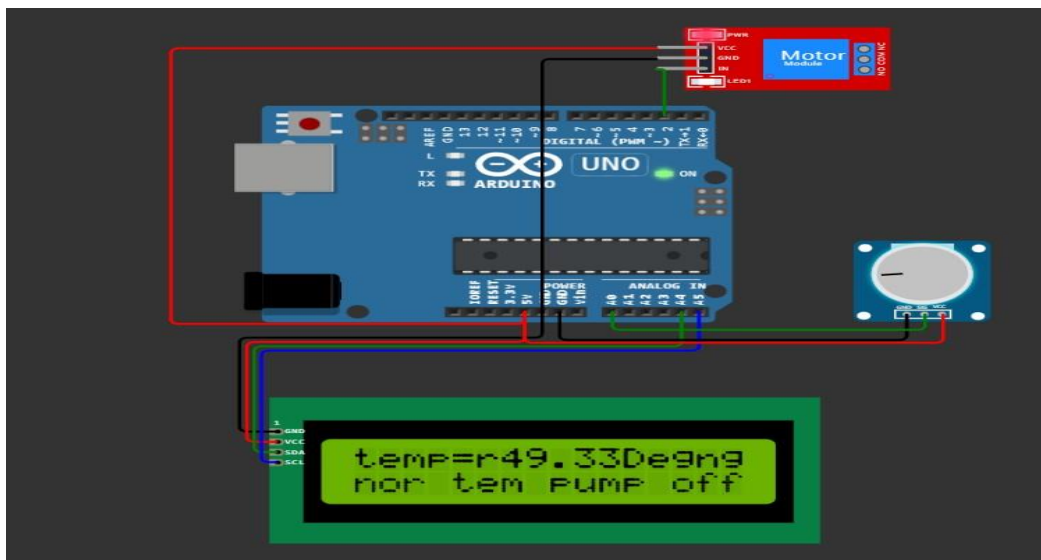 PWR
VCC
GND
IN
LED1
Motor
Module
NO COM NC
AREF
GND
13
12
~11
~10
~9
8
7
~6
~5
4
~3
2
TX→1
RX←0
DIGITAL (PWM ~)
L
TX
RX
ARDUINO
UNO
ON
IOREF
RESET
3.3V
5V
GND
GND
Vin
POWER
ANALOG IN
A0
A1
A2
A3
A4
A5
GND
SIG
VCC
1
GND
VCC
SDA
SCL
temp=r49.33Degng
nor tem pump off